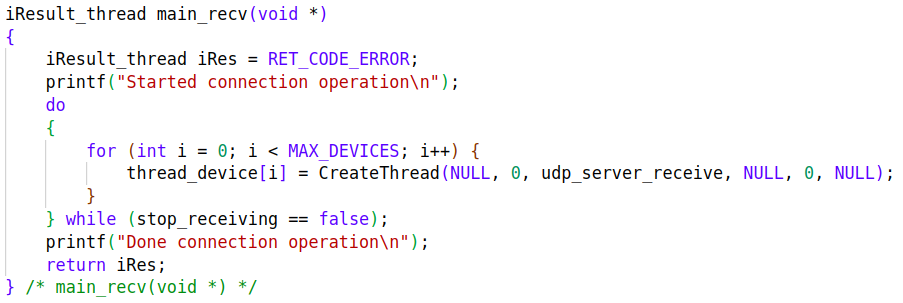 iResult_thread main_recv(void *)
{
    iResult_thread iRes = RET_CODE_ERROR;
    printf("Started connection operation\n");
    do
    {
        for (int i = 0; i < MAX_DEVICES; i++) {
            thread_device[i] = CreateThread(NULL, 0, udp_server_receive, NULL, 0, NULL);
        }
    } while (stop_receiving == false);
    printf("Done connection operation\n");
    return iRes;
} /* main_recv(void *) */